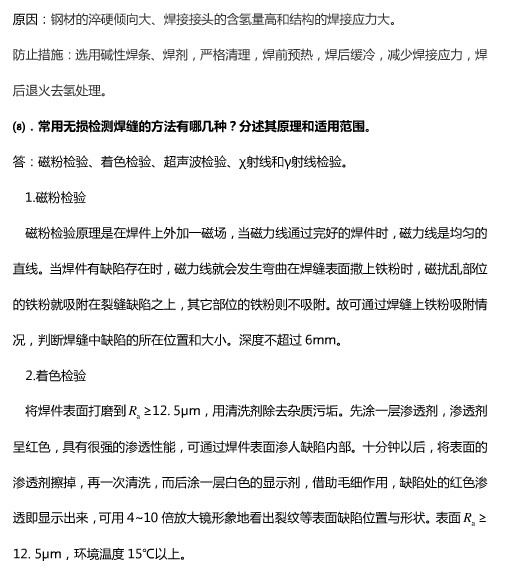 原因：钢材的淬硬倾向大、焊接接头的含氢量高和结构的焊接应力大。
防止措施：选用碱性焊条、焊剂，严格清理，焊前预热，焊后缓冷，减少焊接应力，焊
后退火去氢处理。
⑻．常用无损检测焊缝的方法有哪几种？分述其原理和适用范围。
答：磁粉检验、着色检验、超声波检验、χ射线和γ射线检验。
1.磁粉检验
磁粉检验原理是在焊件上外加一磁场，当磁力线通过完好的焊件时，磁力线是均匀的
直线。当焊件有缺陷存在时，磁力线就会发生弯曲在焊缝表面撒上铁粉时，磁扰乱部位
的铁粉就吸附在裂缝缺陷之上，其它部位的铁粉则不吸附。故可通过焊缝上铁粉吸附情
况，判断焊缝中缺陷的所在位置和大小。深度不超过 6mm。
2.着色检验
将焊件表面打磨到 Ra ≥12. 5μm，用清洗剂除去杂质污垢。先涂一层渗透剂，渗透剂
呈红色，具有很强的渗透性能，可通过焊件表面渗人缺陷内部。十分钟以后，将表面的
渗透剂擦掉，再一次清洗，而后涂一层白色的显示剂，借助毛细作用，缺陷处的红色渗
透即显示出来，可用 4~10 倍放大镜形象地看出裂纹等表面缺陷位置与形状。表面 Ra ≥
12. 5μm，环境温度 15℃以上。